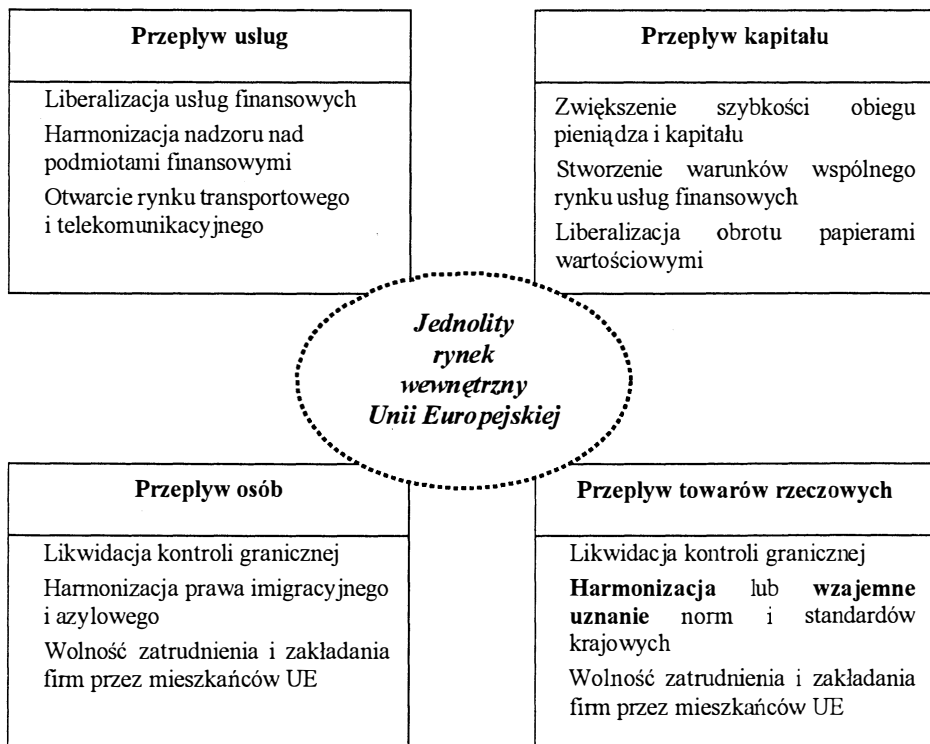 Przepływ usług
Liberalizacja usług finansowych
Harmonizacja nadzoru nad
podmiotami finansowymi
Otwarcie rynku transportowego
i telekomunikacyjnego
Przepływ kapitału
Zwiększenie szybkości obiegu
pieniądza i kapitału
Stworzenie warunków wspólnego
rynku usług finansowych
Liberalizacja obrotu papierami
wartościowymi
Jednolity
rynek
wewnętrzny
Unii Europejskiej
Przepływ osób
Likwidacja kontroli granicznej
Harmonizacja prawa imigracyjnego
i azylowego
Wolność zatrudnienia i zakładania
firm przez mieszkańców UE
Przepływ towarów rzeczowych
Likwidacja kontroli granicznej
Harmonizacja lub wzajemne
uznanie norm i standardów
krajowych
Wolność zatrudnienia i zakładania
firm przez mieszkańców UE